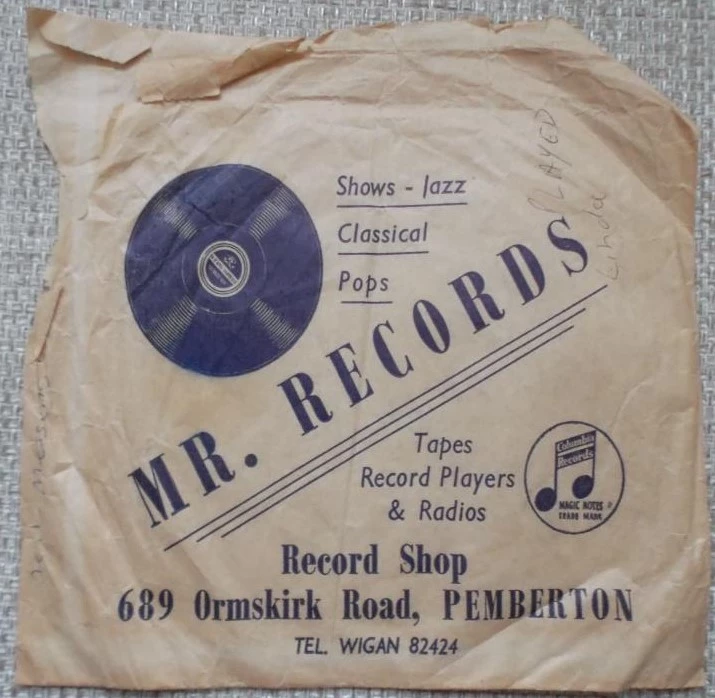 Shows - Jazz
Classical
Pops
PLAYED
Linda
MR. RECORDS
Tapes
Record Players
& Radios
Columbia
Records
MAGIC NOTES
TRADE MARK
Record Shop
689 Ormskirk Road, PEMBERTON
TEL. WIGAN 82424